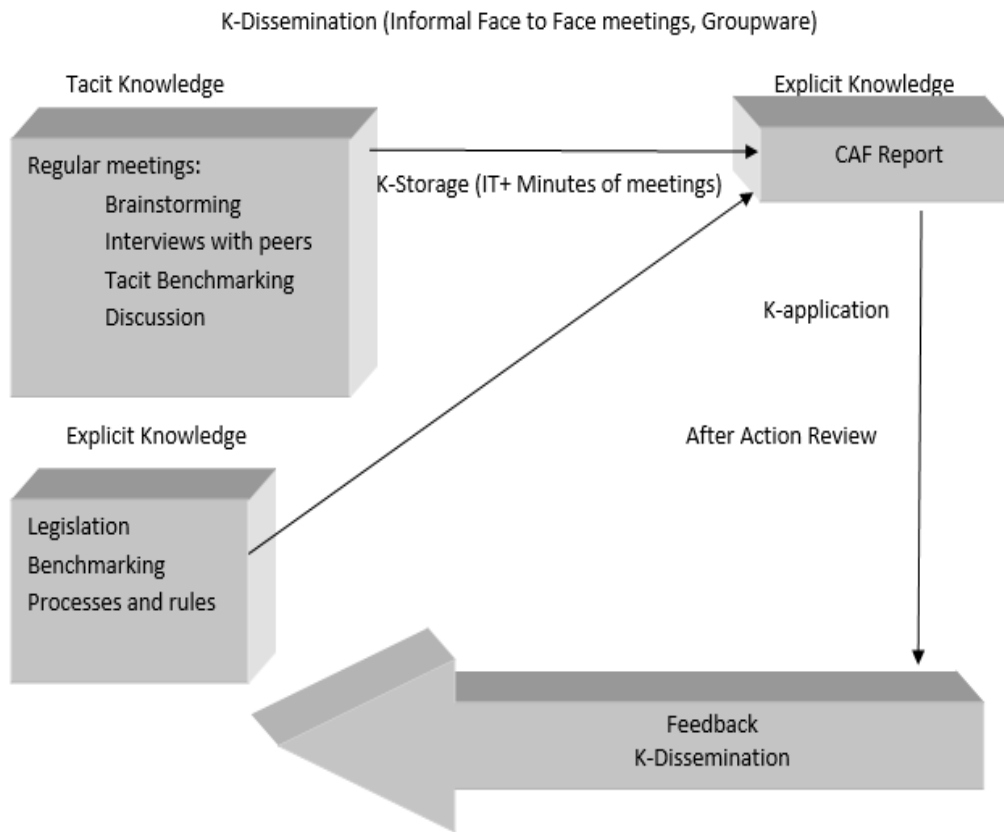 K-Dissemination (Informal Face to Face meetings, Groupware)
Tacit Knowledge
Explicit Knowledge
Regular meetings:
Brainstorming
Interviews with peers
Tacit Benchmarking
Discussion
CAF Report
K-Storage (IT+ Minutes of meetings)
K-application
After Action Review
Explicit Knowledge
Legislation
Benchmarking
Processes and rules
Feedback
K-Dissemination